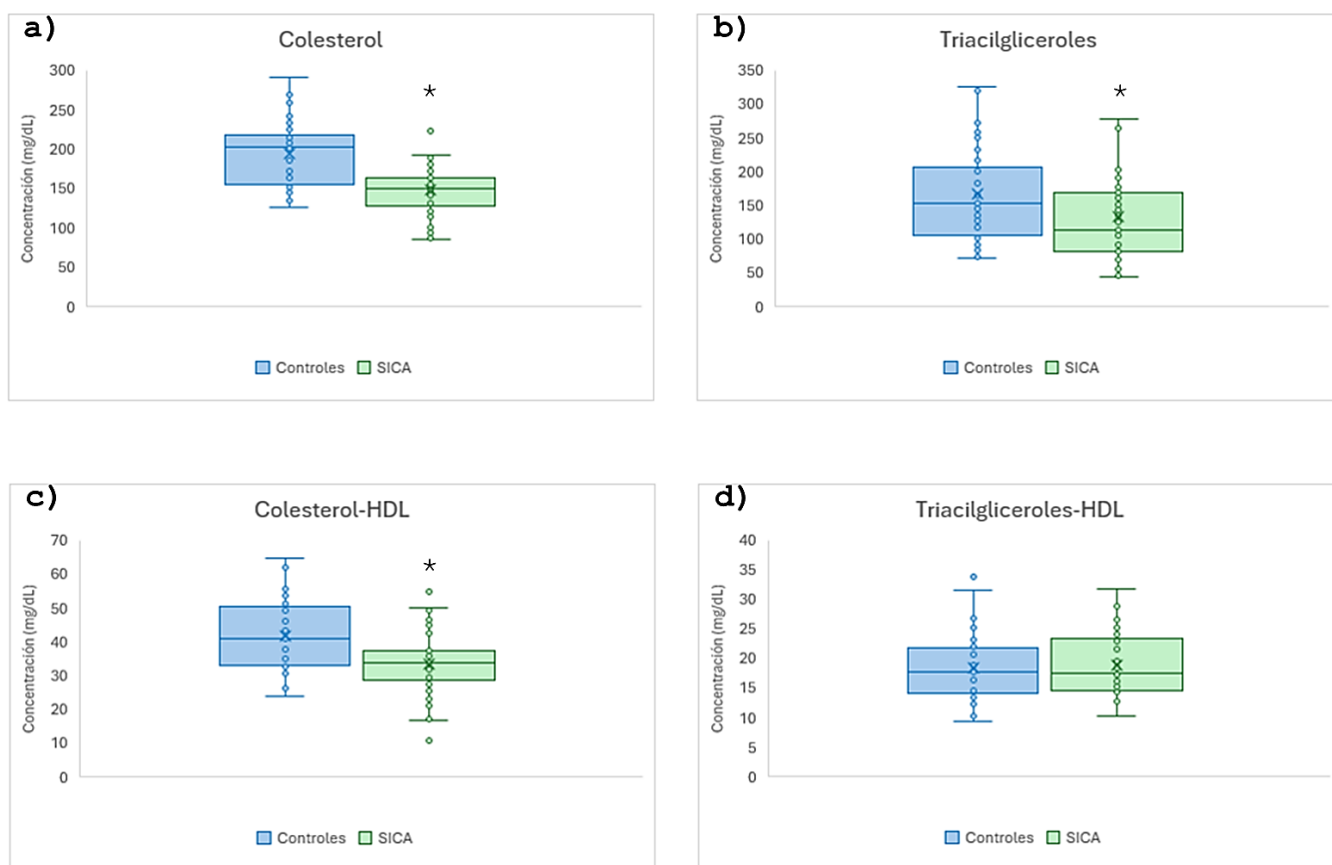 a)
Colesterol
Concentración (mg/dL)
300
250
200
150
100
50
0
*
Controles SICA
b)
Triacilgliceroles
Concentración (mg/dL)
350
300
250
200
150
100
50
0
*
Controles SICA
c)
Colesterol-HDL
Concentración (mg/dL)
70
60
50
40
30
20
10
0
*
Controles SICA
d)
Triacilgliceroles-HDL
Concentración (mg/dL)
40
35
30
25
20
15
10
5
0
Controles SICA